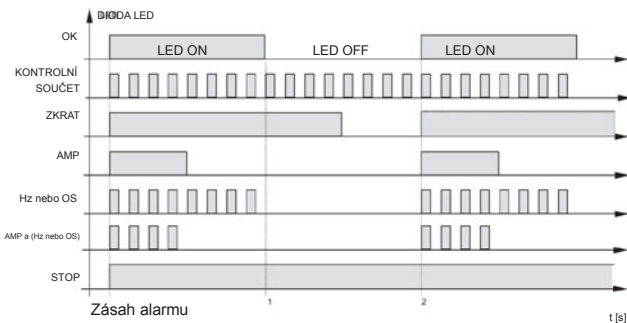 DIODA LED
OK
LED ON
LED OFF
LED ON
KONTROLNÍ
SOUČET
ZKRAT
AMP
Hz nebo OS
AMP a (Hz nebo OS)
STOP
Zásah alarmu
1
2
t [s]